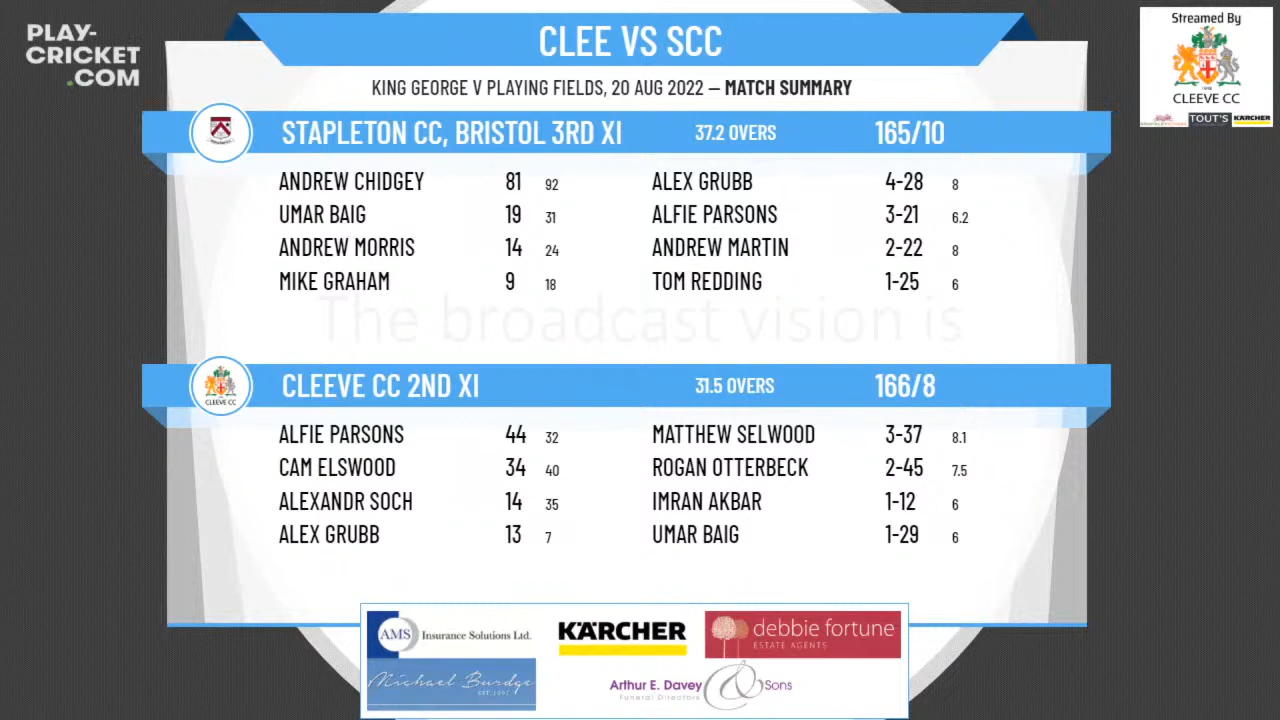 PLAY-
CRICKET
.COM
CLEE VS SCC
Streamed By
CLEEVE CC
TOUT'S KÄRCHER
KING GEORGE V PLAYING FIELDS, 20 AUG 2022 – MATCH SUMMARY
STAPLETON CC, BRISTOL 3RD XI 37.2 OVERS 165/10
ANDREW CHIDGEY 81 92 ALEX GRUBB 4-28 8
UMAR BAIG 19 31 ALFIE PARSONS 3-21 6.2
ANDREW MORRIS 14 24 ANDREW MARTIN 2-22 8
MIKE GRAHAM 9 18 TOM REDDING 1-25 6
The broadcast vision is
CLEEVE CC 2ND XI 31.5 OVERS 166/8
CLEEVE CC
ALFIE PARSONS 44 32 MATTHEW SELWOOD 3-37 8.1
CAM ELSWOOD 34 40 ROGAN OTTERBECK 2-45 7.5
ALEXANDR SOCH 14 35 IMRAN AKBAR 1-12 6
ALEX GRUBB 13 7 UMAR BAIG 1-29 6
AMS Insurance Solutions Ltd.
KÄRCHER
debbie fortune
ESTATE AGENTS
Michael Burdge
EST.1997
Arthur E. Davey & Sons
Funeral Directors